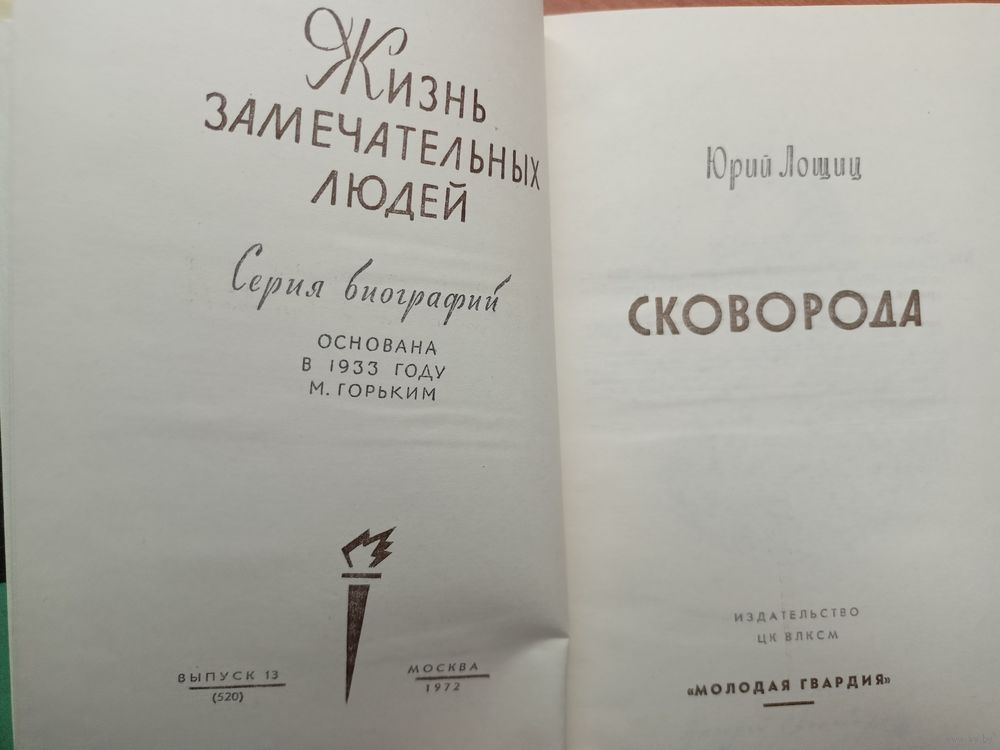 Жизнь
ЗАМЕЧАТЕЛЬНЫХ
ЛЮДЕЙ
Серия биографий
ОСНОВАНА
В 1933 ГОДУ
М. ГОРЬКИМ
ВЫПУСК 13
(520)
МОСКВА
1972
Юрий Лощиц
СКОВОРОДА
ИЗДАТЕЛЬСТВО
ЦК ВЛКСМ
«МОЛОДАЯ ГВАРДИЯ»